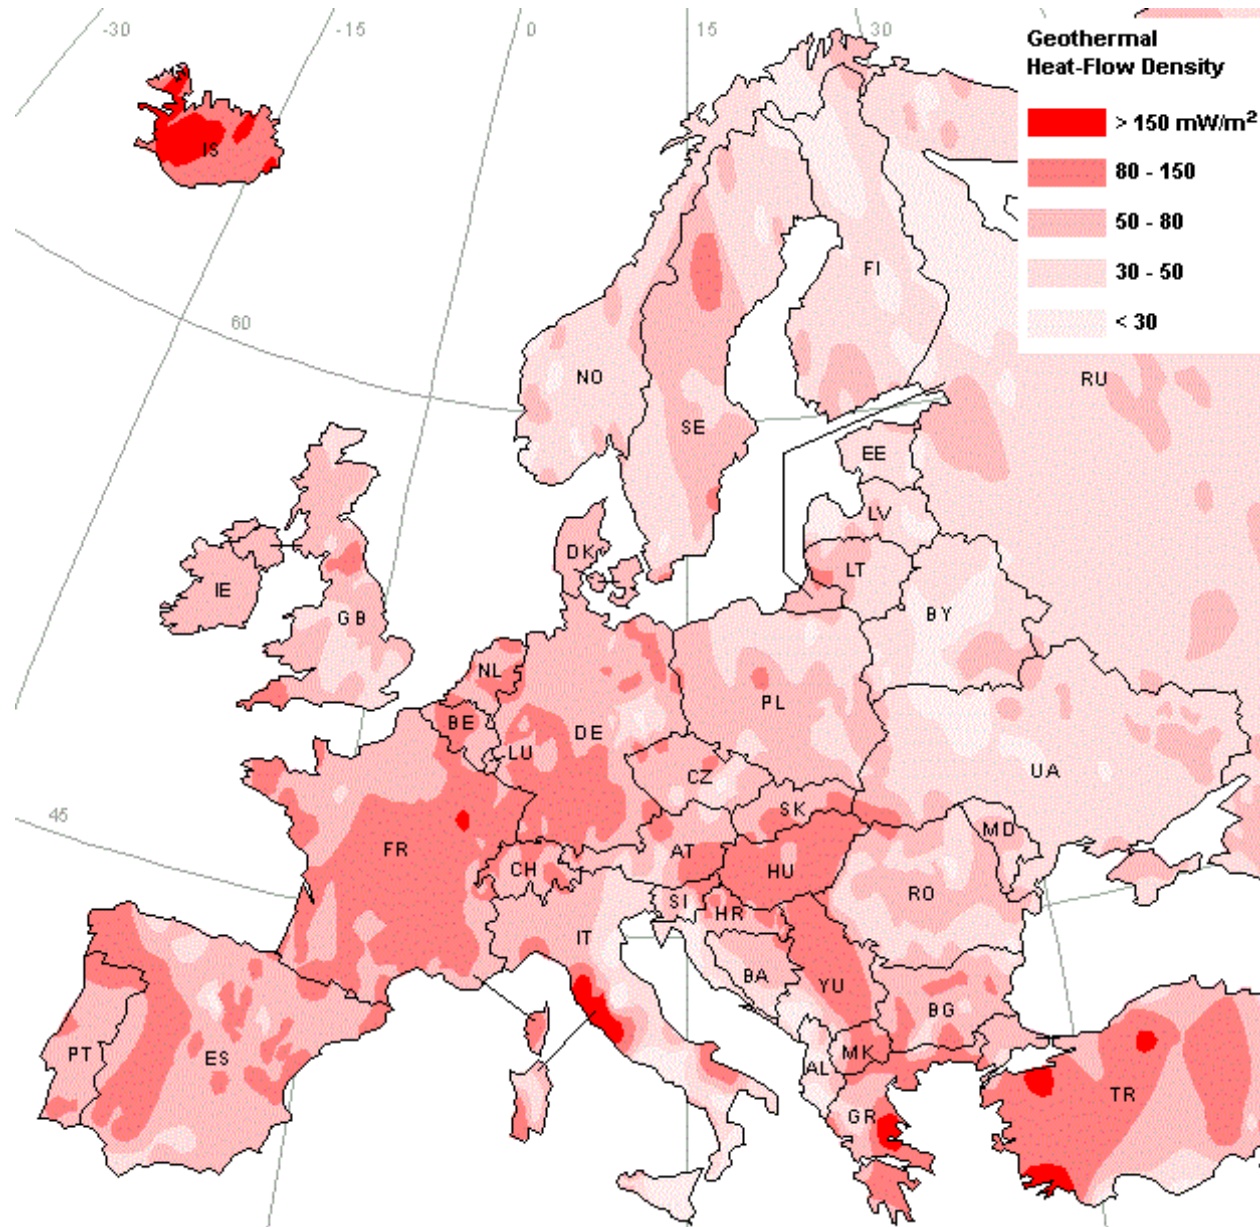 -30
-15
0
15
30
Geothermal
Heat-Flow Density
> 150 mW/m²
80 - 150
50 - 80
30 - 50
< 30
IS
60
FI
NO
RU
SE
EE
LV
DK
LT
IE
GB
BY
NL
PL
BE
DE
LU
CZ
UA
45
SK
MD
FR
AT
CH
HU
RO
SI
HR
IT
BA
YU
BG
PT
ES
MK
AL
TR
GR